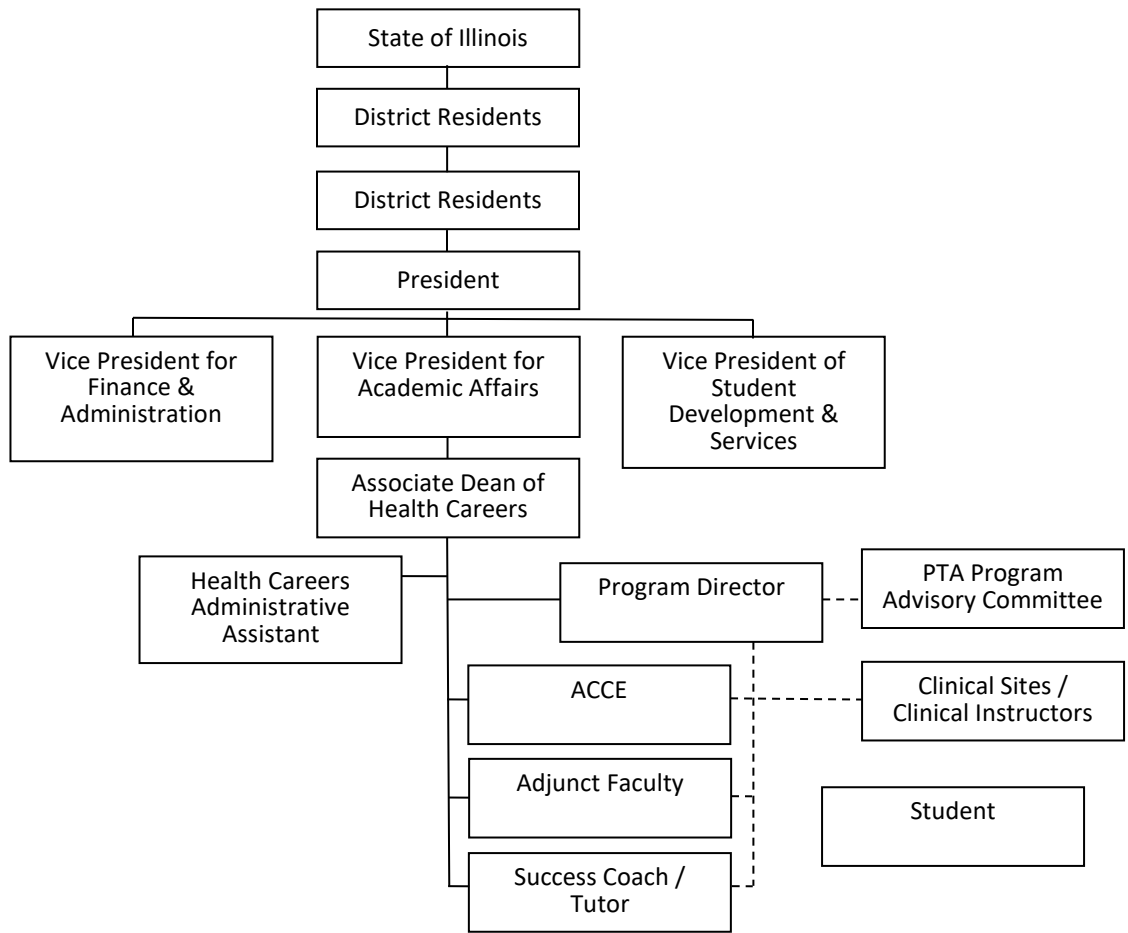 State of Illinois
District Residents
District Residents
President
Vice President for
Finance &
Administration
Vice President for
Academic Affairs
Vice President of
Student
Development &
Services
Associate Dean of
Health Careers
Health Careers
Administrative
Assistant
Program Director
PTA Program
Advisory Committee
ACCE
Clinical Sites /
Clinical Instructors
Adjunct Faculty
Student
Success Coach /
Tutor